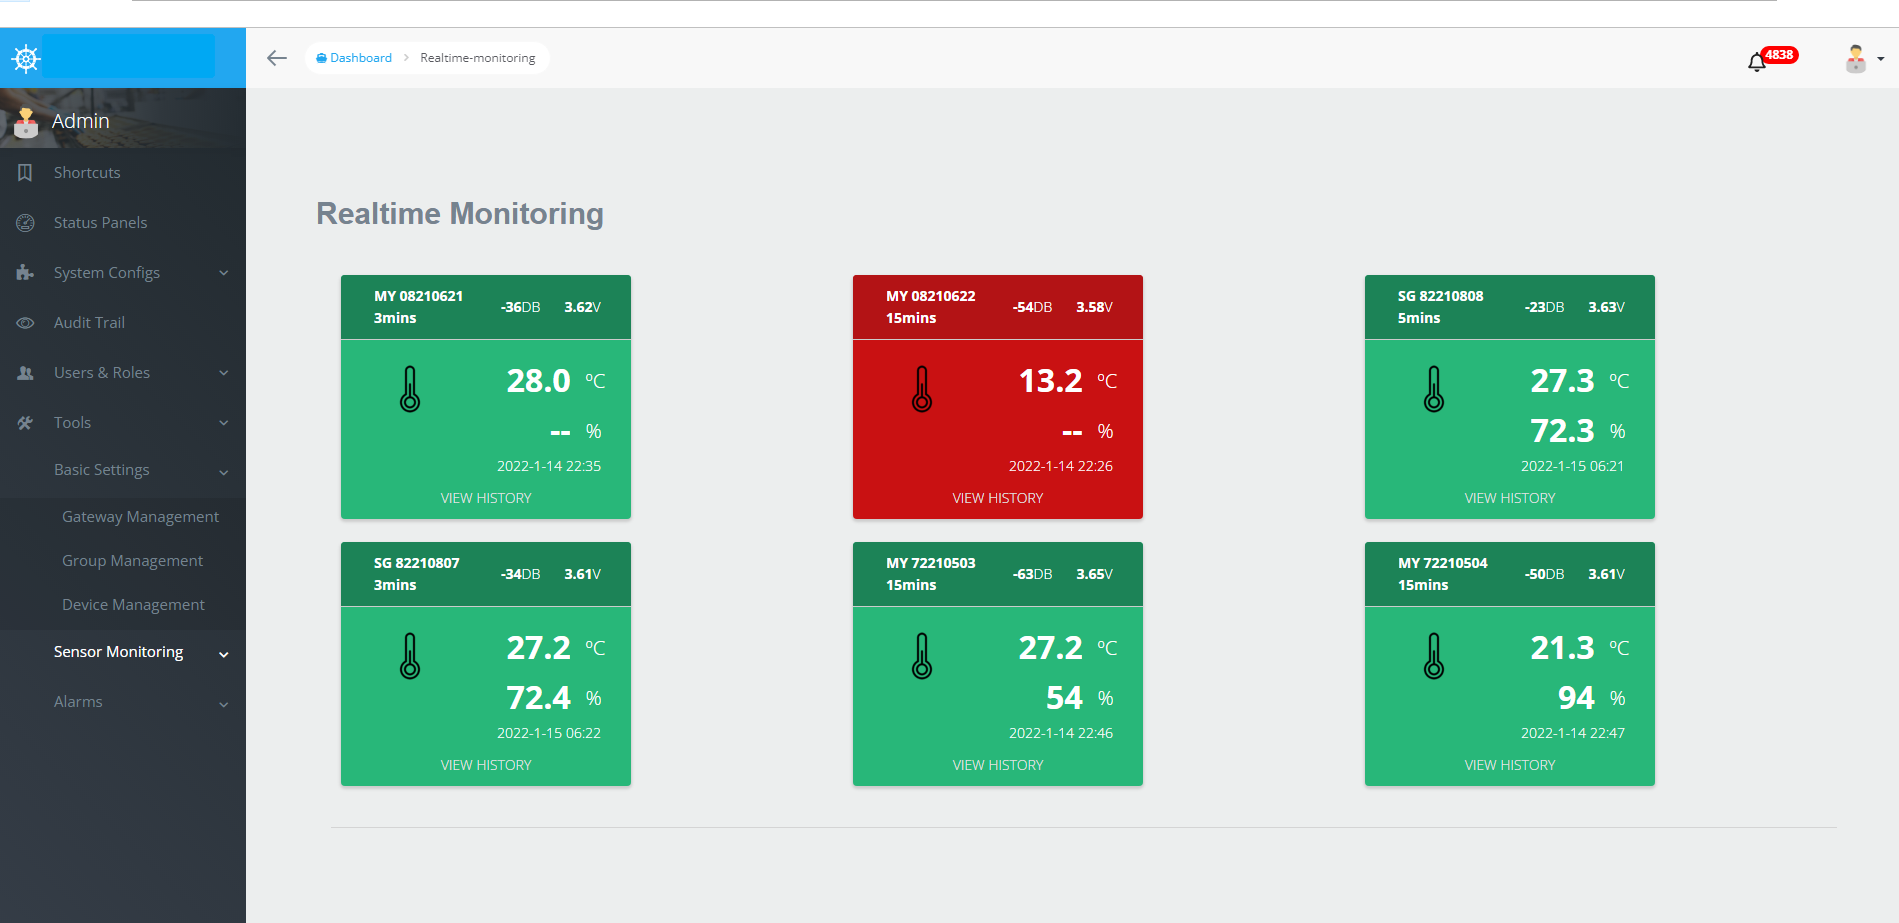 Dashboard > Realtime-monitoring
4838
Admin
Shortcuts
Status Panels
System Configs
Audit Trail
Users & Roles
Tools
Basic Settings
Gateway Management
Group Management
Device Management
Sensor Monitoring
Alarms
Realtime Monitoring
MY 08210621
3mins
-36DB 3.62V
28.0 ºC
-- %
2022-1-14 22:35
VIEW HISTORY
MY 08210622
15mins
-54DB 3.58V
13.2 ºC
-- %
2022-1-14 22:26
VIEW HISTORY
SG 82210808
5mins
-23DB 3.63V
27.3 ºC
72.3 %
2022-1-15 06:21
VIEW HISTORY
SG 82210807
3mins
-34DB 3.61V
27.2 ºC
72.4 %
2022-1-15 06:22
VIEW HISTORY
MY 72210503
15mins
-63DB 3.65V
27.2 ºC
54 %
2022-1-14 22:46
VIEW HISTORY
MY 72210504
15mins
-50DB 3.61V
21.3 ºC
94 %
2022-1-14 22:47
VIEW HISTORY